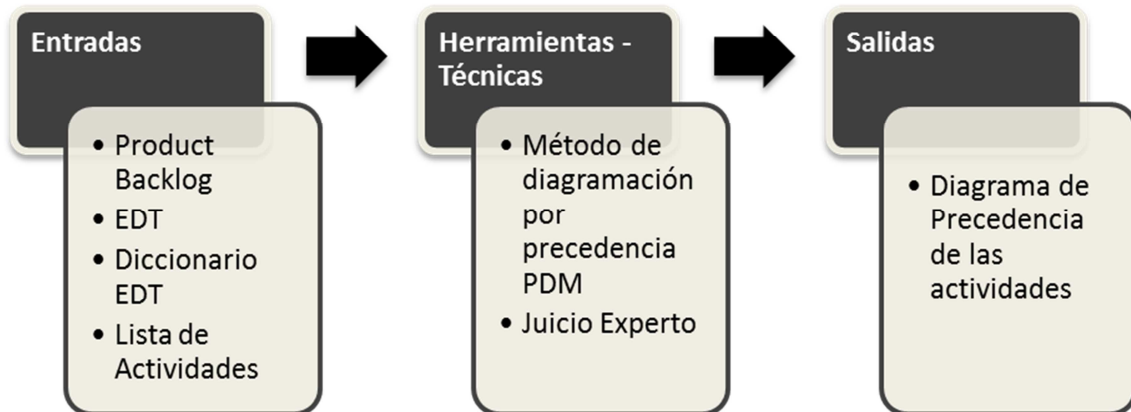 Entradas
• Product
Backlog
• EDT
• Diccionario
EDT
• Lista de
Actividades
Herramientas -
Técnicas
• Método de
diagramación
por
precedencia
PDM
• Juicio Experto
Salidas
• Diagrama de
Precedencia
de las
actividades